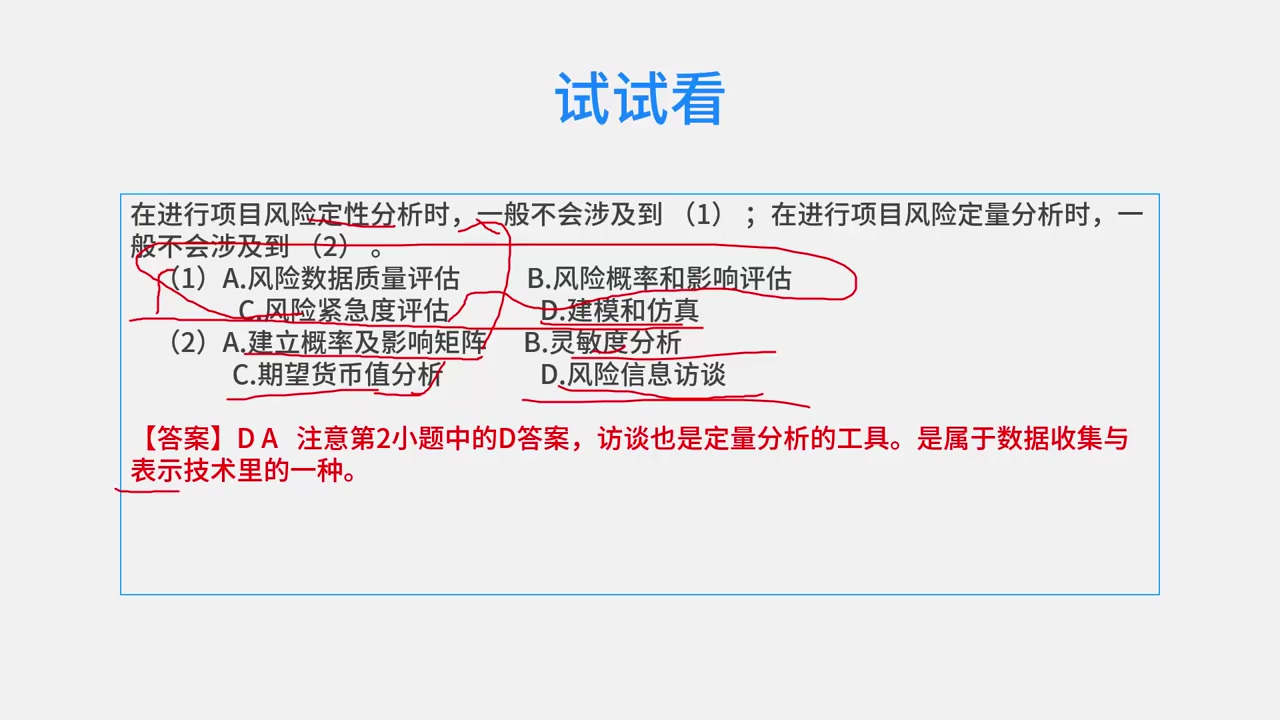 试试看
在进行项目风险定性分析时，一般不会涉及到 （1） ；在进行项目风险定量分析时，一
般不会涉及到 （2） 。
（1）A.风险数据质量评估 B.风险概率和影响评估
C.风险紧急度评估 D.建模和仿真
（2）A.建立概率及影响矩阵 B.灵敏度分析
C.期望货币值分析 D.风险信息访谈
【答案】D A 注意第2小题中的D答案，访谈也是定量分析的工具。是属于数据收集与
表示技术里的一种。